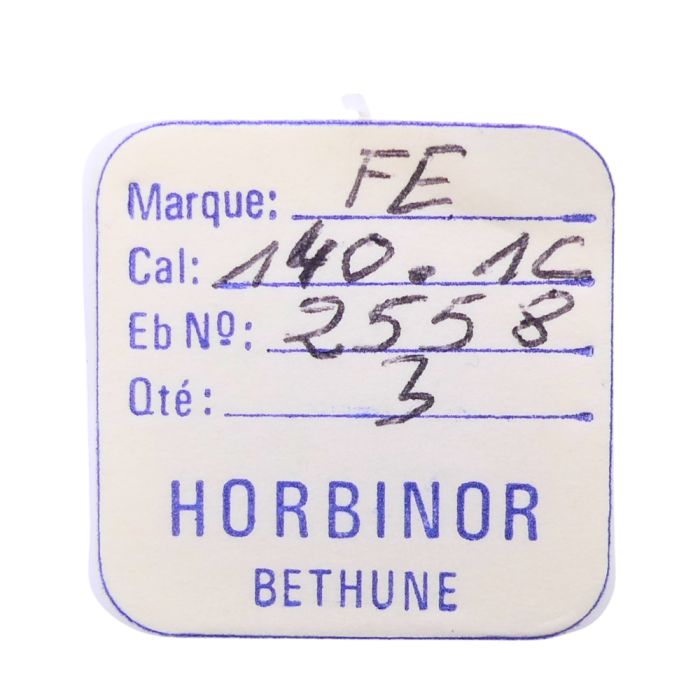 Marque: FE
Cal: 140.1C
Eb Nº: 2558
Qté: 3
HORBINOR
BETHUNE